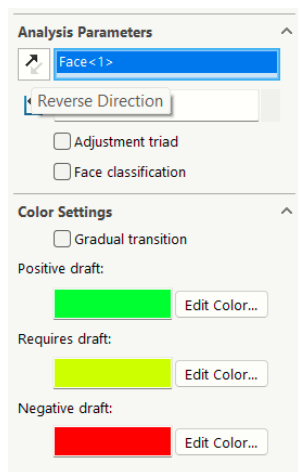 Analysis Parameters
Face<1>
Reverse Direction
Adjustment triad
Face classification
Color Settings
Gradual transition
Positive draft:
Edit Color...
Requires draft:
Edit Color...
Negative draft:
Edit Color...